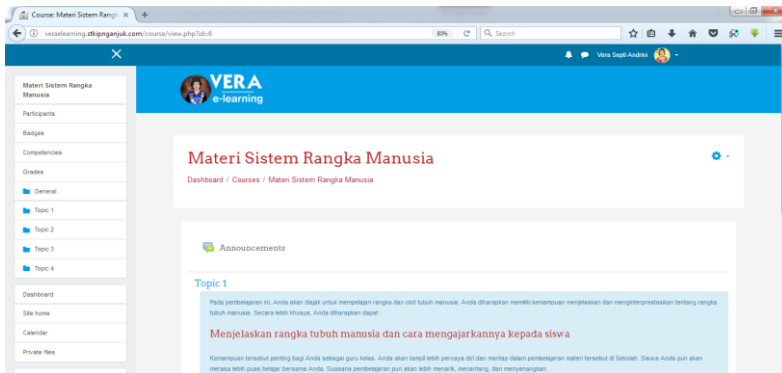 Course: Materi Sistem Rangk
veraelearning.stkipnganjuk.com/course/view.php?id=6
80%
Search
Vera Septi Andrini
VERA
e-learning
Materi Sistem Rangka
Manusia
Participants
Badges
Competencies
Grades
General
Topic 1
Topic 2
Topic 3
Topic 4
Dashboard
Site home
Calendar
Private files
Materi Sistem Rangka Manusia
Dashboard / Courses / Materi Sistem Rangka Manusia
Announcements
Topic 1
Pada pembelajaran ini, Anda akan diajak untuk mempelajari rangka dan otot tubuh manusia. Anda diharapkan memiliki kemampuan menjelaskan dan menginterprestasikan tentang rangka
tubuh manusia. Secara lebih khusus, Anda diharapkan dapat :
Menjelaskan rangka tubuh manusia dan cara mengajarkannya kepada siswa
Kemampuan tersebut penting bagi Anda sebagai guru kelas. Anda akan tampil lebih percaya diri dan mantap dalam pembelajaran materi tersebut di Sekolah. Siswa Anda pun akan
merasa lebih puas belajar bersama Anda. Suasana pembelajaran pun akan lebih menarik, menantang, dan menyenangkan.